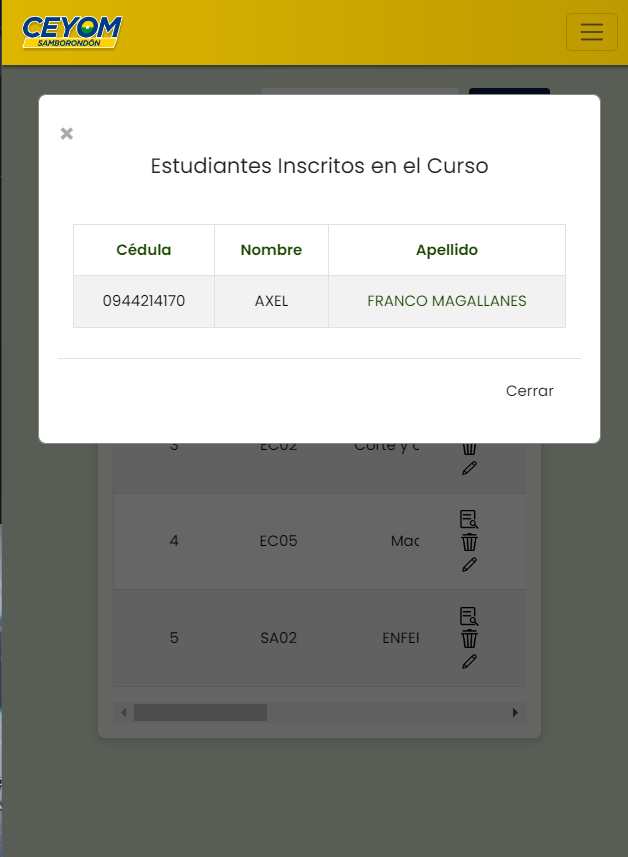 CEYOM
SAMBORONDÓN
×
Estudiantes Inscritos en el Curso
Cédula Nombre Apellido
0944214170 AXEL FRANCO MAGALLANES
Cerrar
3 EC02 Corte y c
4 EC05 Mac
5 SA02 ENFEI